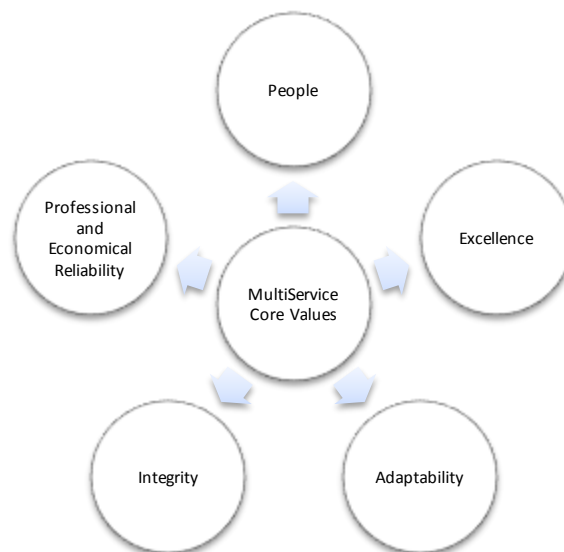 People
Professional
and
Economical
Reliability
Excellence
MultiService
Core Values
Integrity
Adaptability